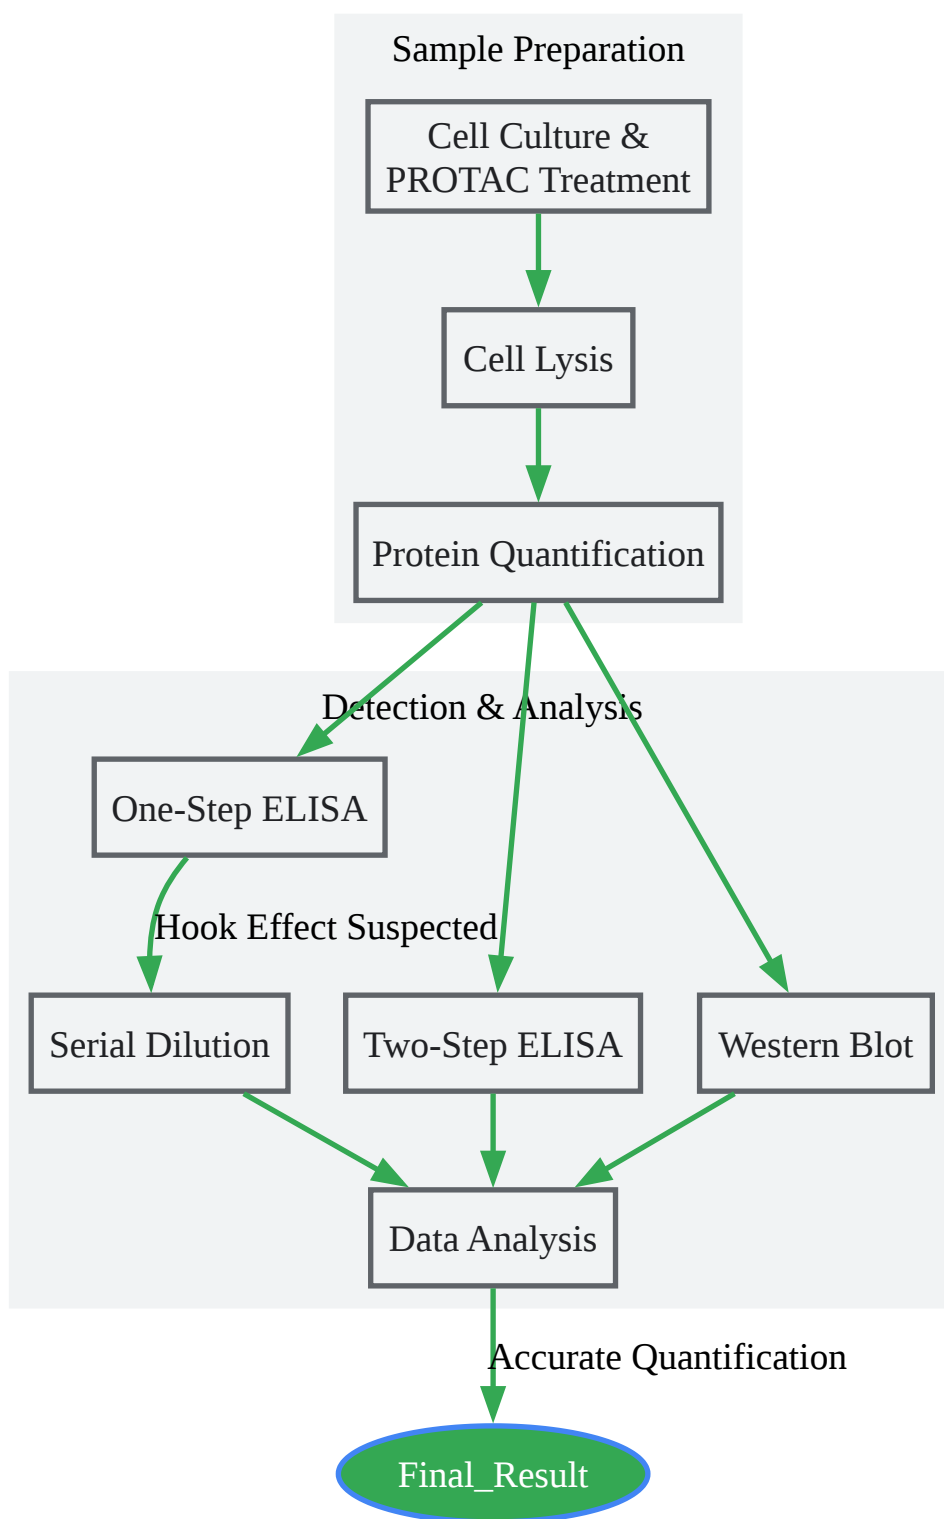 Sample Preparation
Cell Culture &
PROTAC Treatment
Cell Lysis
Protein Quantification
Detection & Analysis
One-Step ELISA
Hook Effect Suspected
Serial Dilution
Two-Step ELISA
Western Blot
Data Analysis
Accurate Quantification
Final_Result